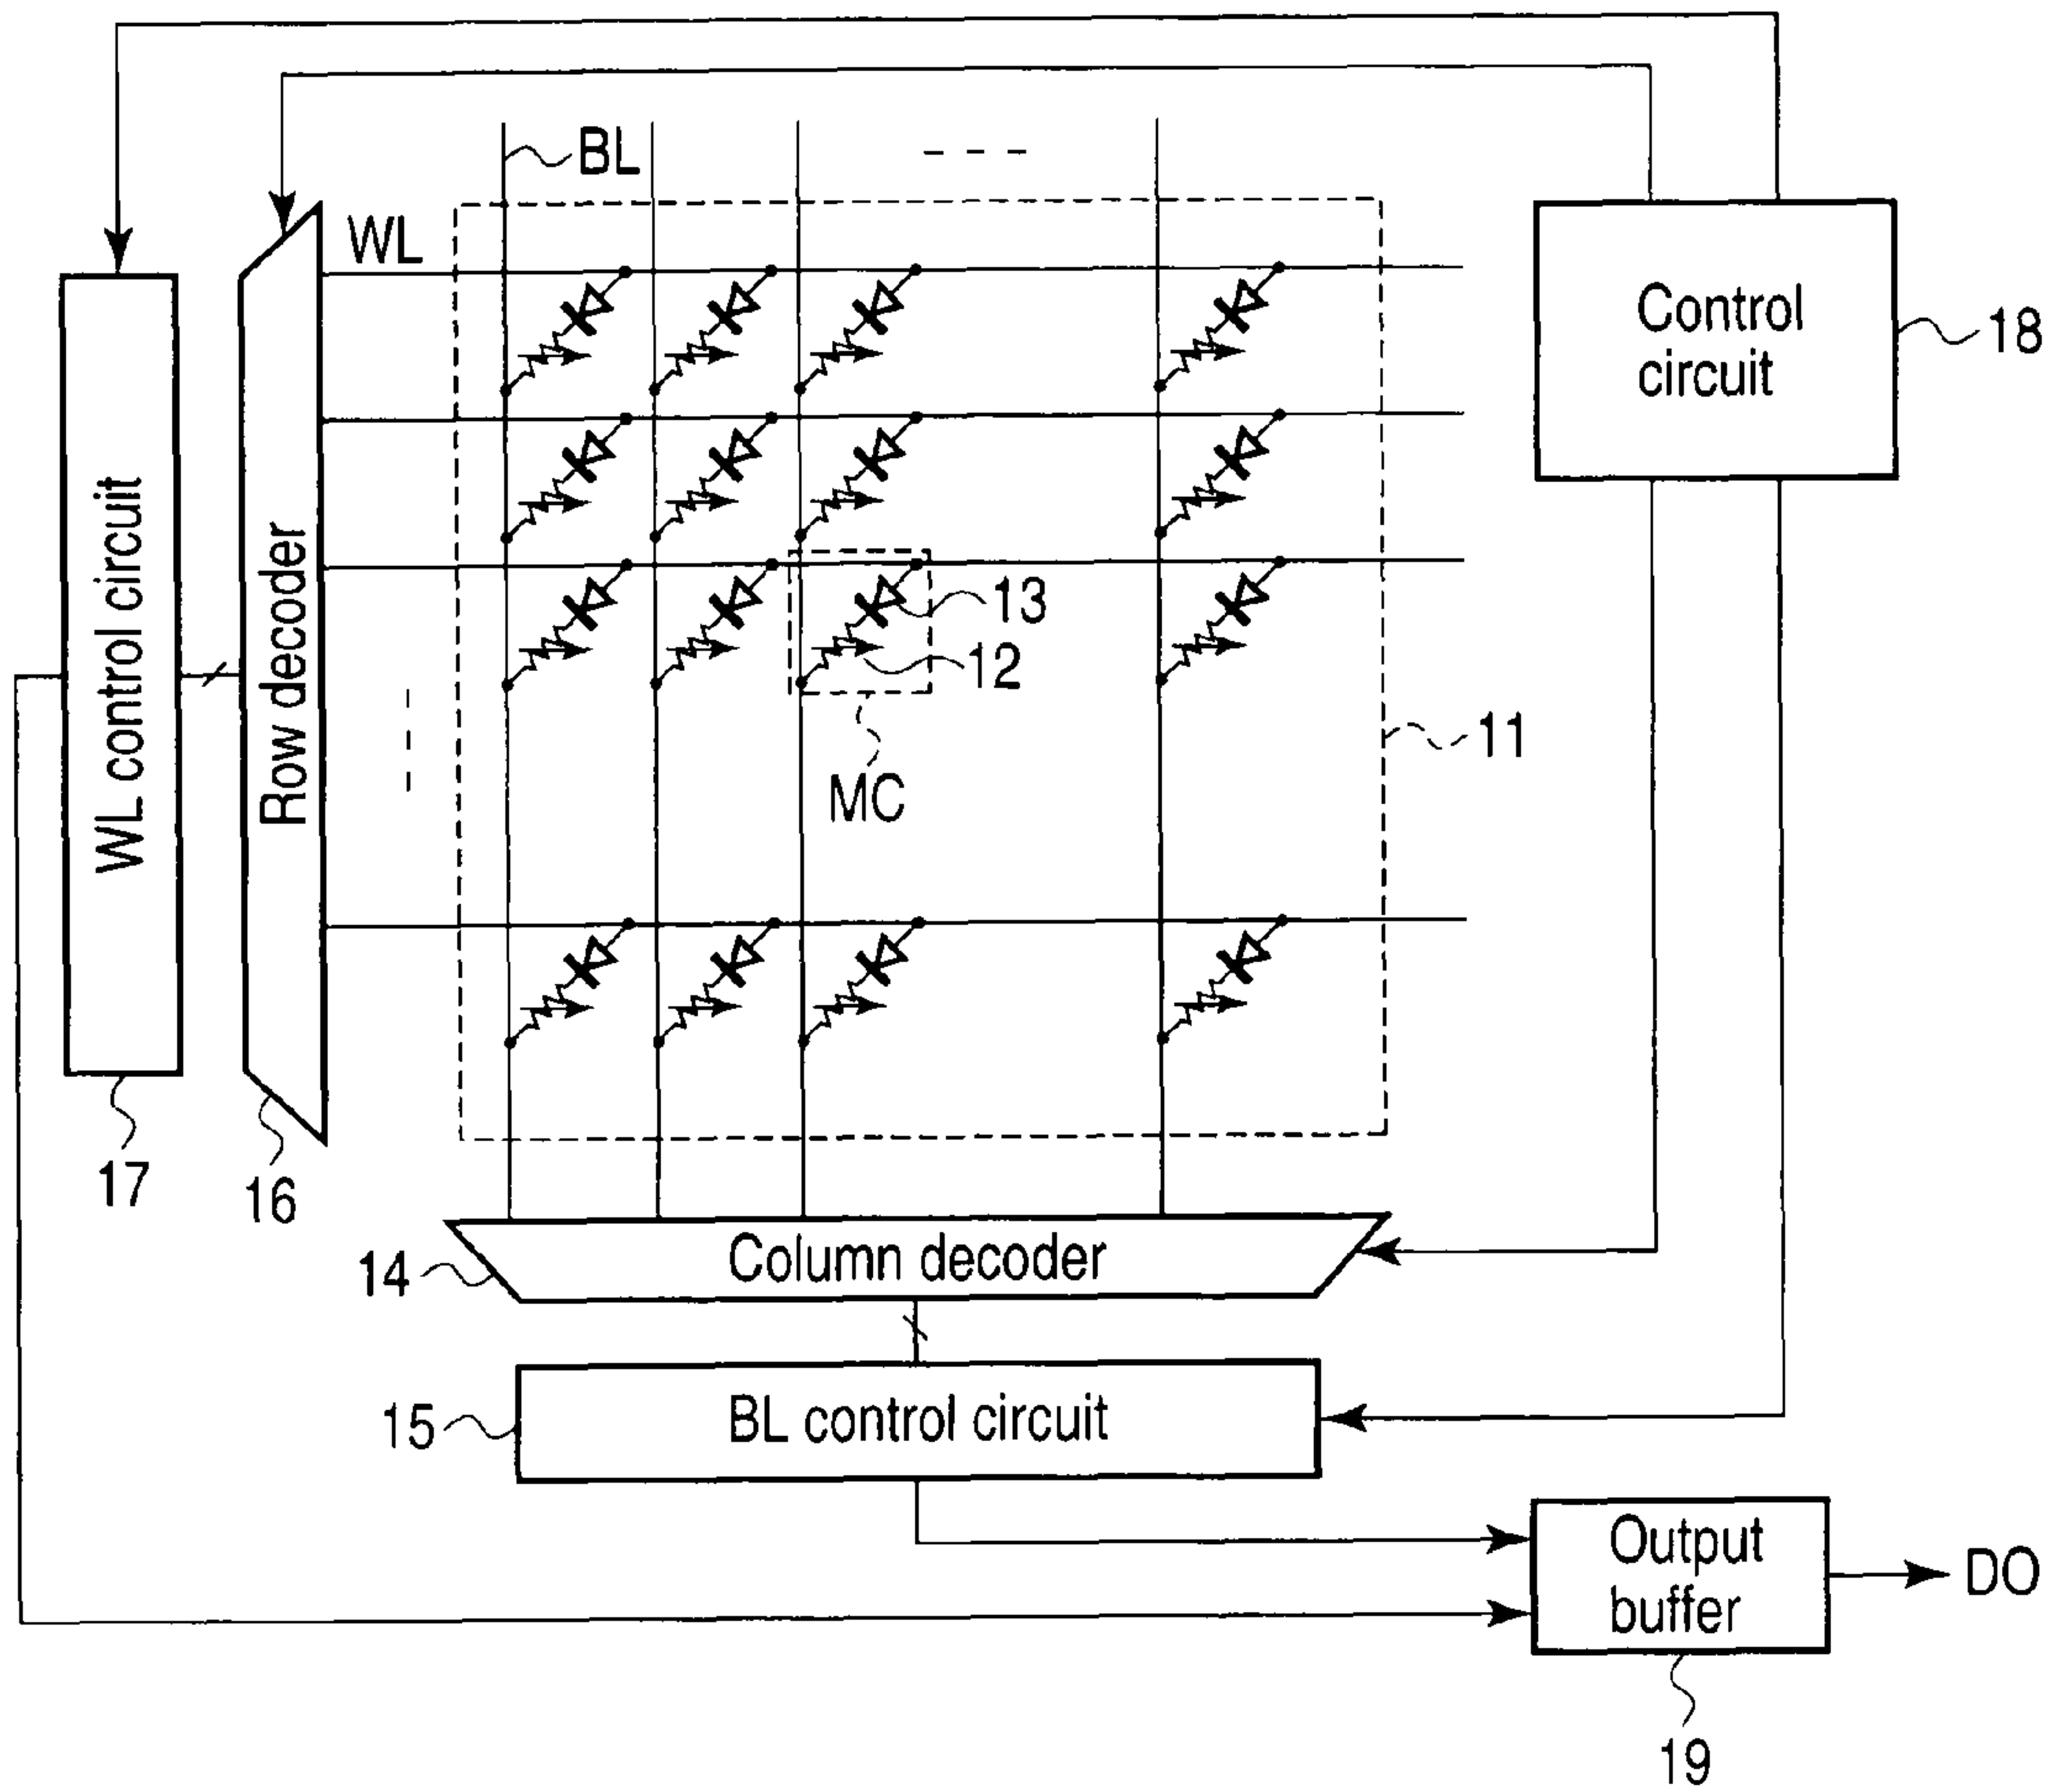 BL
WL
Control
circuit
18
WL control circuit
Row decoder
13
12
11
MC
17
16
14
Column decoder
15
BL control circuit
Output
buffer
DO
19